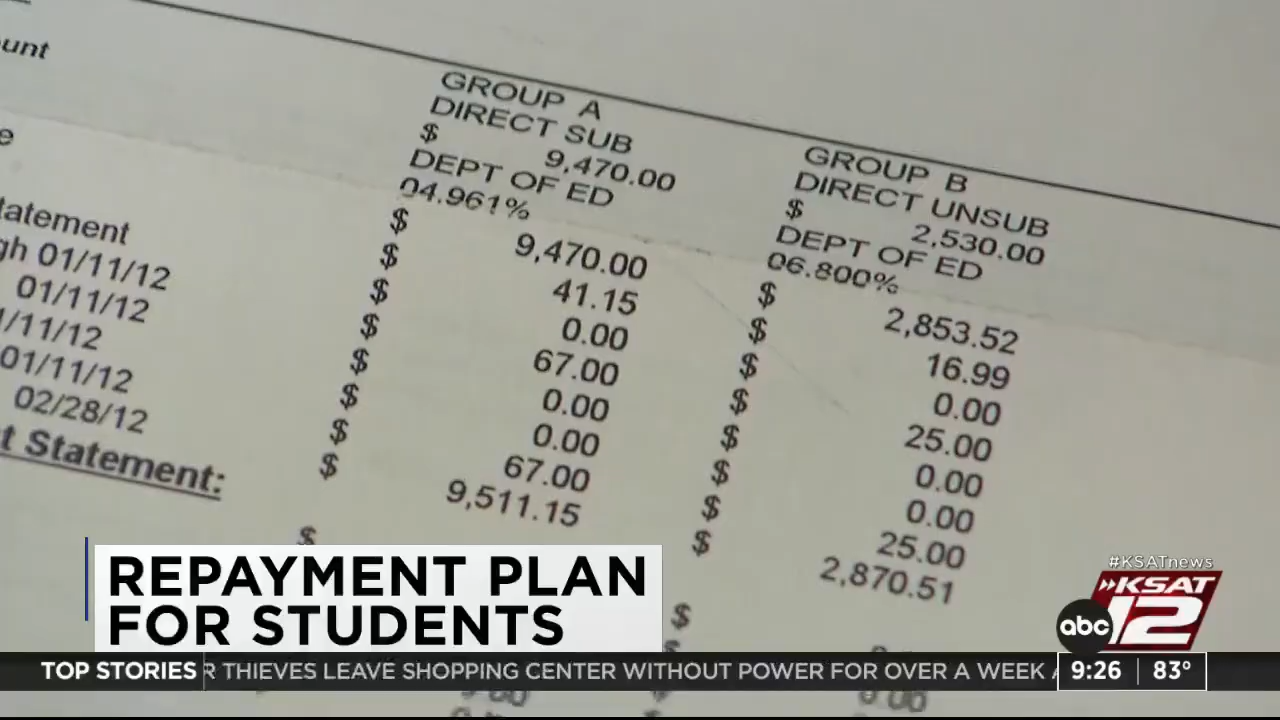 unt
GROUP A
DIRECT SUB
$ 9,470.00
DEPT OF ED
04.961%
$ 9,470.00
$ 41.15
$ 0.00
$ 67.00
$ 0.00
$ 0.00
$ 67.00
$ 9,511.15
$
GROUP B
DIRECT UNSUB
$ 2,530.00
DEPT OF ED
06.800%
$ 2,853.52
$ 16.99
$ 0.00
$ 25.00
$ 0.00
$ 0.00
$ 25.00
$ 2,870.51
$
0.00
e
tatement
gh 01/11/12
01/11/12
/11/12
01/11/12
02/28/12
t Statement:
REPAYMENT PLAN
FOR STUDENTS
#KSATnews
KSAT
abc 12
TOP STORIES R THIEVES LEAVE SHOPPING CENTER WITHOUT POWER FOR OVER A WEEK
9:26 83°